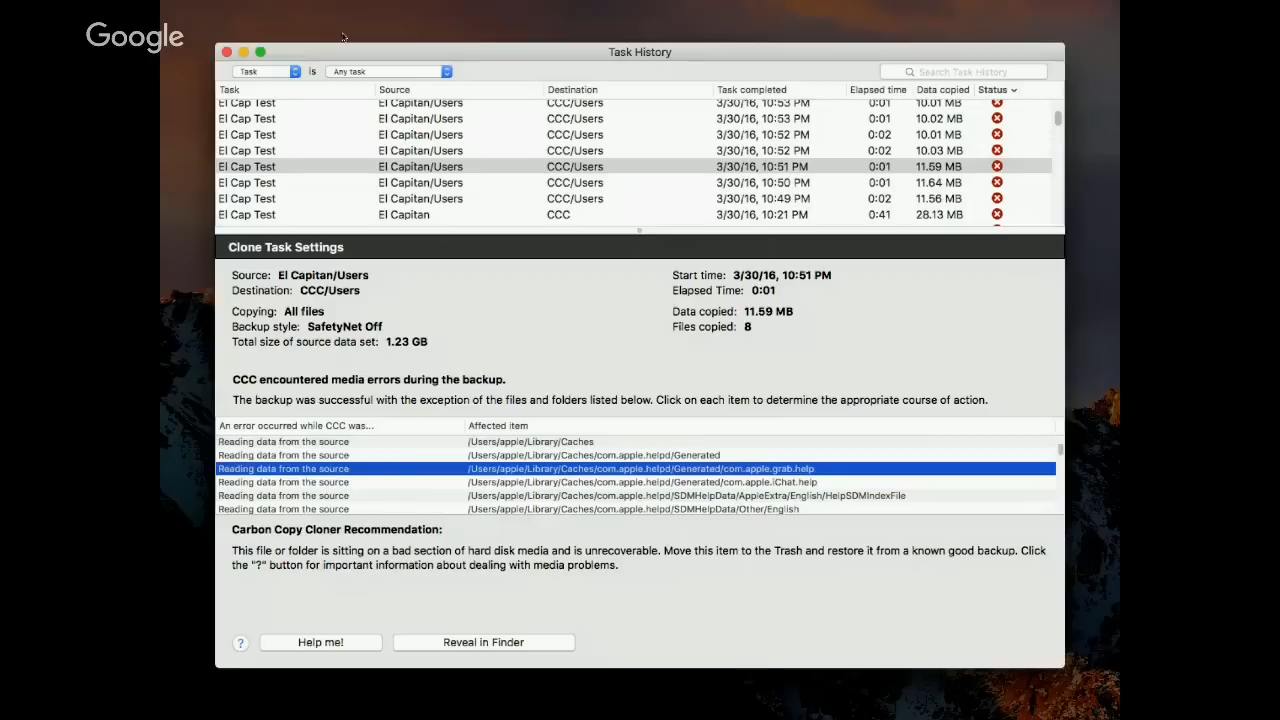 Google
Task History
Task is Any task Search Task History
Task Source Destination Task completed Elapsed time Data copied Status
El Cap Test El Capitan/Users CCC/Users 3/30/16, 10:53 PM 0:01 10.01 MB
El Cap Test El Capitan/Users CCC/Users 3/30/16, 10:53 PM 0:01 10.02 MB
El Cap Test El Capitan/Users CCC/Users 3/30/16, 10:52 PM 0:02 10.01 MB
El Cap Test El Capitan/Users CCC/Users 3/30/16, 10:52 PM 0:02 10.03 MB
El Cap Test El Capitan/Users CCC/Users 3/30/16, 10:51 PM 0:01 11.59 MB
El Cap Test El Capitan/Users CCC/Users 3/30/16, 10:50 PM 0:01 11.64 MB
El Cap Test El Capitan/Users CCC/Users 3/30/16, 10:49 PM 0:02 11.56 MB
El Cap Test El Capitan CCC 3/30/16, 10:21 PM 0:41 28.13 MB
Clone Task Settings
Source: El Capitan/Users Start time: 3/30/16, 10:51 PM
Destination: CCC/Users Elapsed Time: 0:01
Copying: All files Data copied: 11.59 MB
Backup style: SafetyNet Off Files copied: 8
Total size of source data set: 1.23 GB
CCC encountered media errors during the backup.
The backup was successful with the exception of the files and folders listed below. Click on each item to determine the appropriate course of action.
An error occurred while CCC was... Affected item
Reading data from the source /Users/apple/Library/Caches
Reading data from the source /Users/apple/Library/Caches/com.apple.helpd/Generated
Reading data from the source /Users/apple/Library/Caches/com.apple.helpd/Generated/com.apple.grab.help
Reading data from the source /Users/apple/Library/Caches/com.apple.helpd/Generated/com.apple.iChat.help
Reading data from the source /Users/apple/Library/Caches/com.apple.helpd/SDMHelpData/AppleExtra/English/HelpSDMIndexFile
Reading data from the source /Users/apple/Library/Caches/com.apple.helpd/SDMHelpData/Other/English
Carbon Copy Cloner Recommendation:
This file or folder is sitting on a bad section of hard disk media and is unrecoverable. Move this item to the Trash and restore it from a known good backup. Click
the "?" button for important information about dealing with media problems.
? Help me! Reveal in Finder